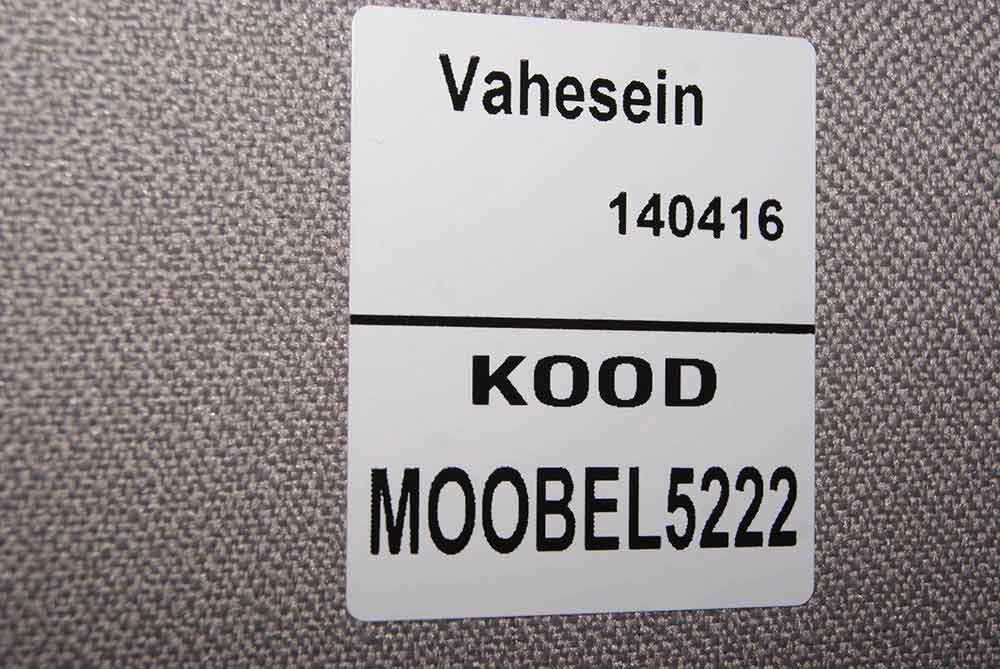 Vahesein
140416
KOOD
MOOBEL5222